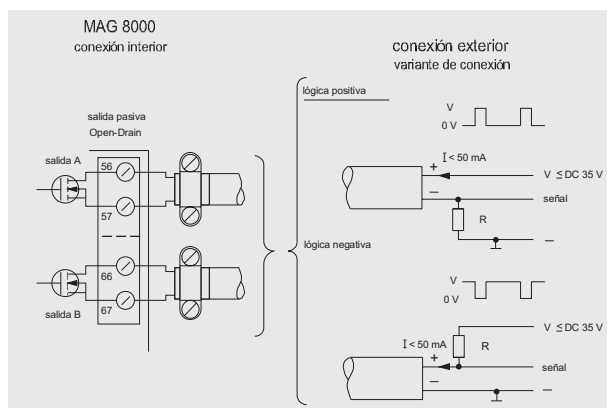 MAG 8000
conexión interior
salida pasiva
Open-Drain
salida A
56
57
66
67
salida B
conexión exterior
variante de conexión
lógica positiva
V
0 V
I < 50 mA
+
V ≤ DC 35 V
–
señal
R
–
lógica negativa
V
0 V
V ≤ DC 35 V
I < 50 mA
R
+
señal
–
–